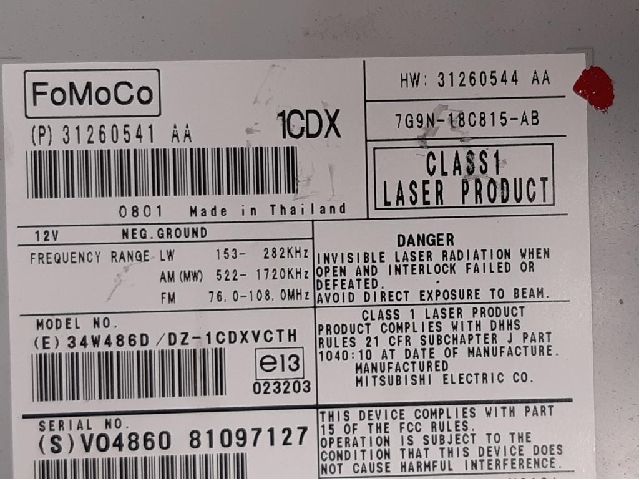 FoMoCo
(P) 31260541 AA
1CDX
HW: 31260544 AA
7G9N-18C815-AB
CLASS1
LASER PRODUCT
0801 Made in Thailand
12V NEG.GROUND
FREQUENCY RANGE LW 153- 282KHz
AM (MW) 522- 1720KHz
FM 76.0-108.0MHz
DANGER
INVISIBLE LASER RADIATION WHEN
OPEN AND INTERLOCK FAILED OR
DEFEATED.
AVOID DIRECT EXPOSURE TO BEAM.
MODEL NO.
(E) 34W486D/DZ-1CDXVCTH
e13
023203
CLASS 1 LASER PRODUCT
PRODUCT COMPLIES WITH DHHS
RULES 21 CFR SUBCHAPTER J PART
1040:10 AT DATE OF MANUFACTURE.
MANUFACTURED
MITSUBISHI ELECTRIC CO.
SERIAL NO.
(S) V04860 81097127
THIS DEVICE COMPLIES WITH PART
15 OF THE FCC RULES.
OPERATION IS SUBJECT TO THE
CONDITION THAT THIS DEVICE DOES
NOT CAUSE HARMFUL INTERFERENCE.